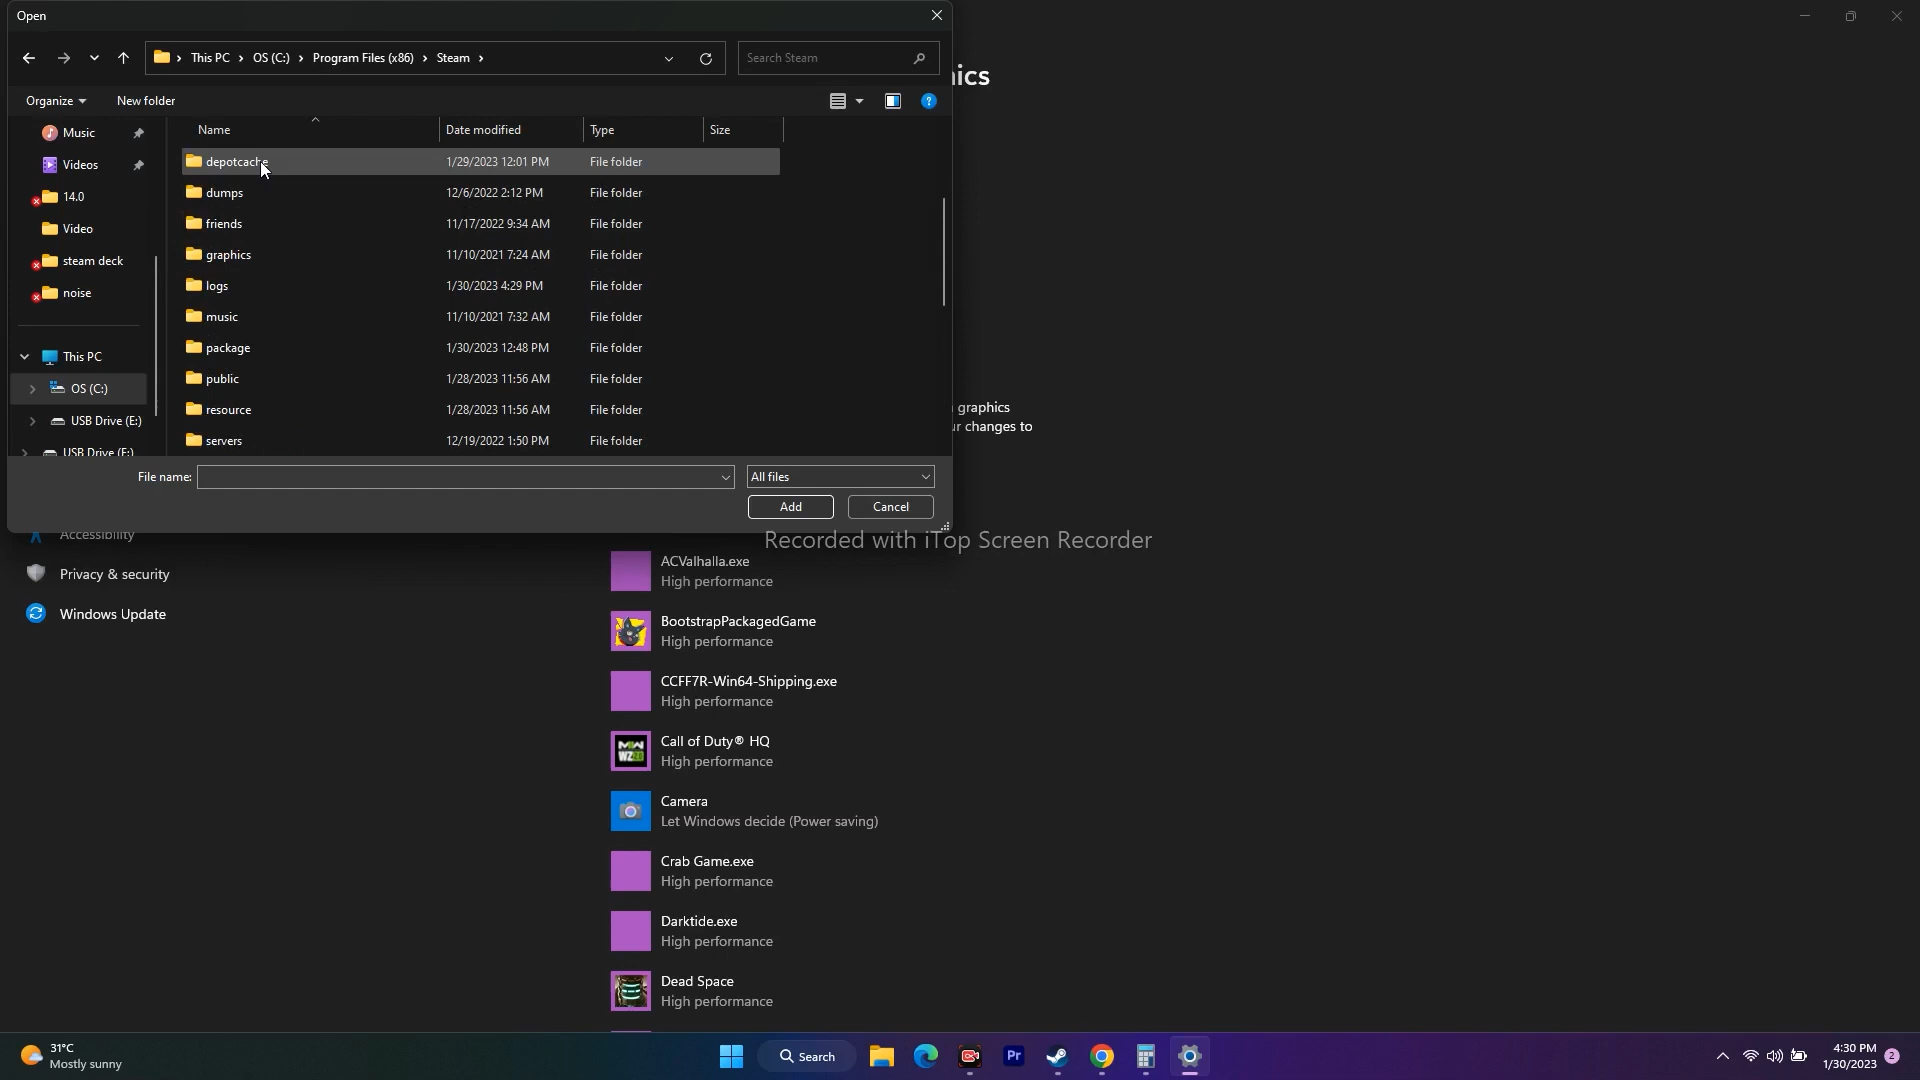 Open
This PC > OS (C:) > Program Files (x86) > Steam >
Search Steam
Organize
New folder
Name
Date modified
Type
Size
Music
Videos
14.0
Video
steam deck
noise
This PC
OS (C:)
USB Drive (E:)
USB Drive (E:)
depotcache 1/29/2023 12:01 PM File folder
dumps 12/6/2022 2:12 PM File folder
friends 11/17/2022 9:34 AM File folder
graphics 11/10/2021 7:24 AM File folder
logs 1/30/2023 4:29 PM File folder
music 11/10/2021 7:32 AM File folder
package 1/30/2023 12:48 PM File folder
public 1/28/2023 11:56 AM File folder
resource 1/28/2023 11:56 AM File folder
servers 12/19/2022 1:50 PM File folder
File name:
All files
Add
Cancel
ics
graphics
ur changes to
Accessibility
Privacy & security
Windows Update
Recorded with iTop Screen Recorder
ACValhalla.exe
High performance
BootstrapPackagedGame
High performance
CCFF7R-Win64-Shipping.exe
High performance
Call of Duty® HQ
High performance
Camera
Let Windows decide (Power saving)
Crab Game.exe
High performance
Darktide.exe
High performance
Dead Space
High performance
31°C
Mostly sunny
Search
Pr
4:30 PM
1/30/2023
2